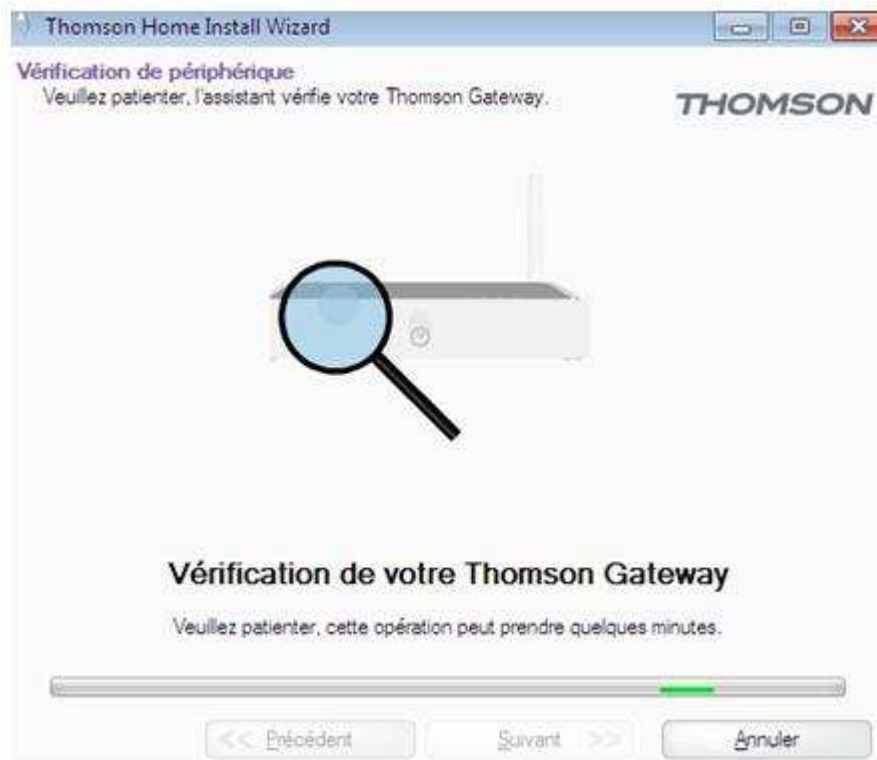 Thomson Home Install Wizard
Vérification de périphérique
Veuillez patienter, l'assistant vérifie votre Thomson Gateway.
THOMSON
Vérification de votre Thomson Gateway
Veuillez patienter, cette opération peut prendre quelques minutes.
<< Précédent
Suivant >>
Annuler